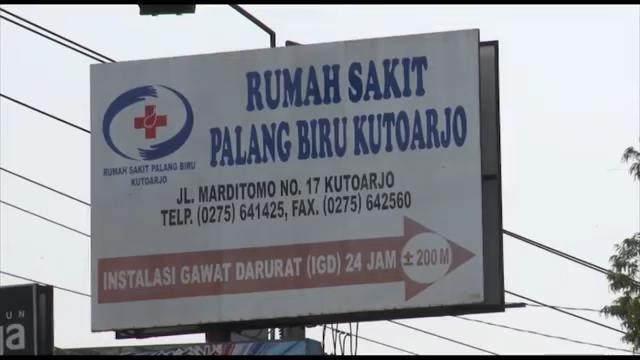 RUMAH SAKIT
PALANG BIRU KUTOARJO
RUMAH SAKIT PALANG BIRU
KUTOARJO
JL. MARDITOMO NO. 17 KUTOARJO
TELP. (0275) 641425, FAX. (0275) 642560
INSTALASI GAWAT DARURAT (IGD) 24 JAM ± 200 M